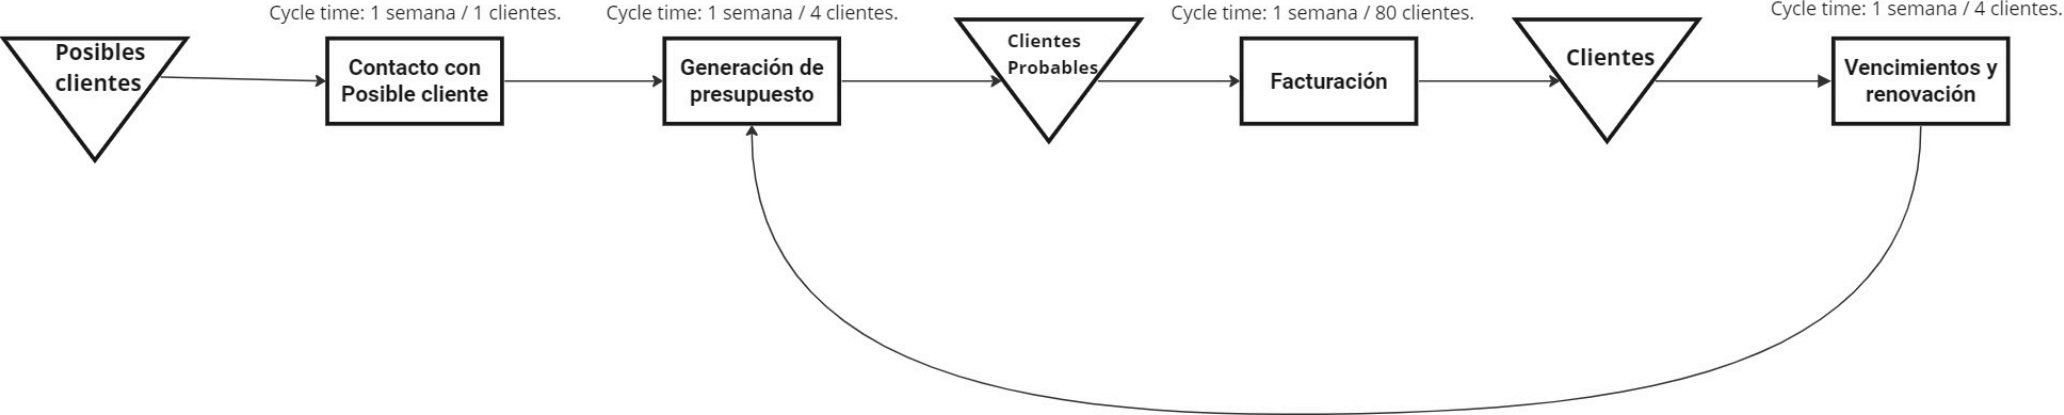 Cycle time: 1 semana / 1 clientes.
Cycle time: 1 semana / 4 clientes.
Cycle time: 1 semana / 80 clientes.
Cycle time: 1 semana / 4 clientes.
Posibles
clientes
Contacto con
Posible cliente
Generación de
presupuesto
Clientes
Probables
Facturación
Clientes
Vencimientos y
renovación